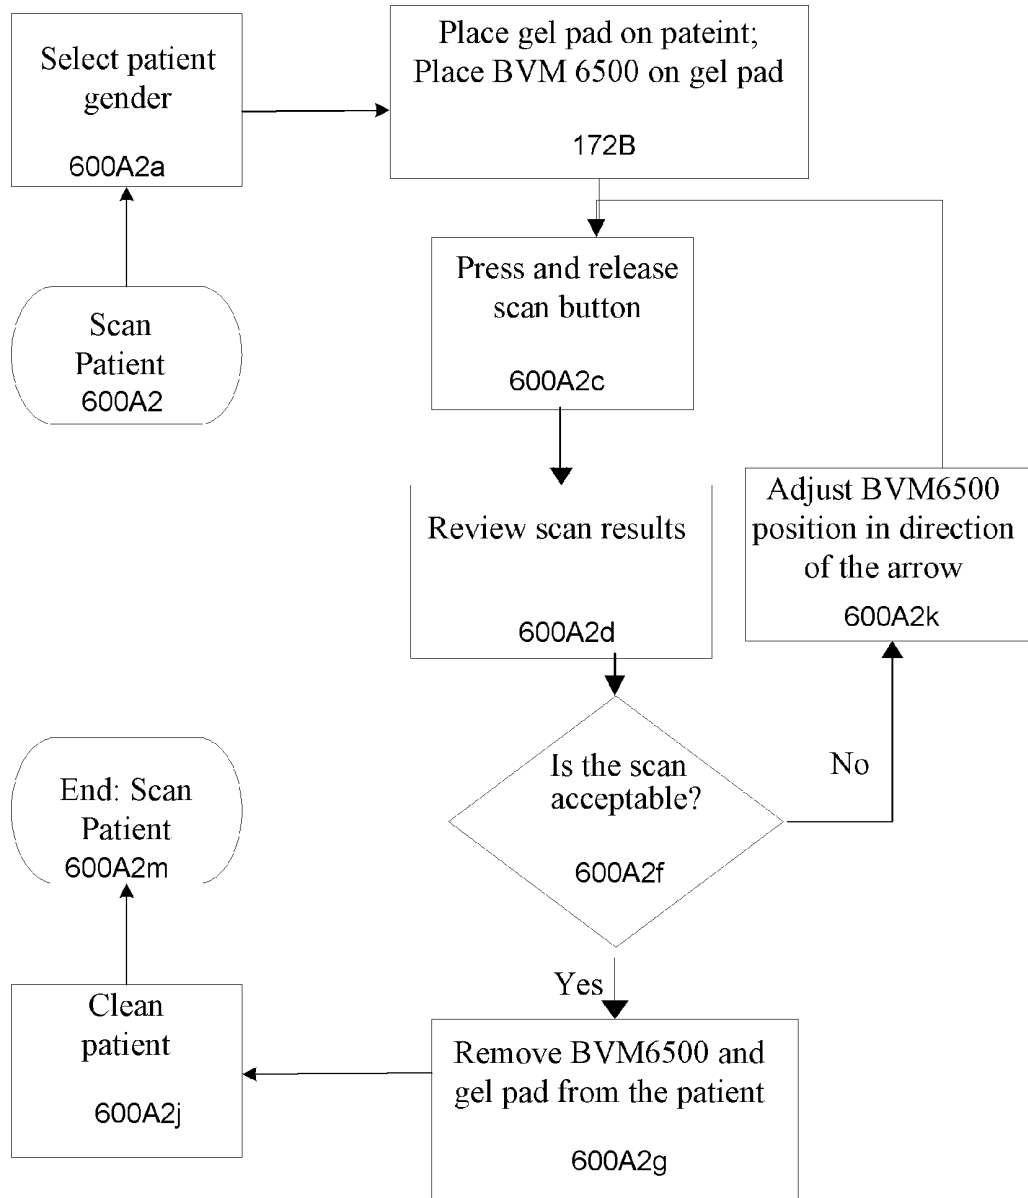 Select patient
gender
600A2a
Place gel pad on pateint;
Place BVM 6500 on gel pad
172B
Scan
Patient
600A2
Press and release
scan button
600A2c
Review scan results
600A2d
Adjust BVM6500
position in direction
of the arrow
600A2k
Is the scan
acceptable?
600A2f
No
Yes
Remove BVM6500 and
gel pad from the patient
600A2g
Clean
patient
600A2j
End: Scan
Patient
600A2m